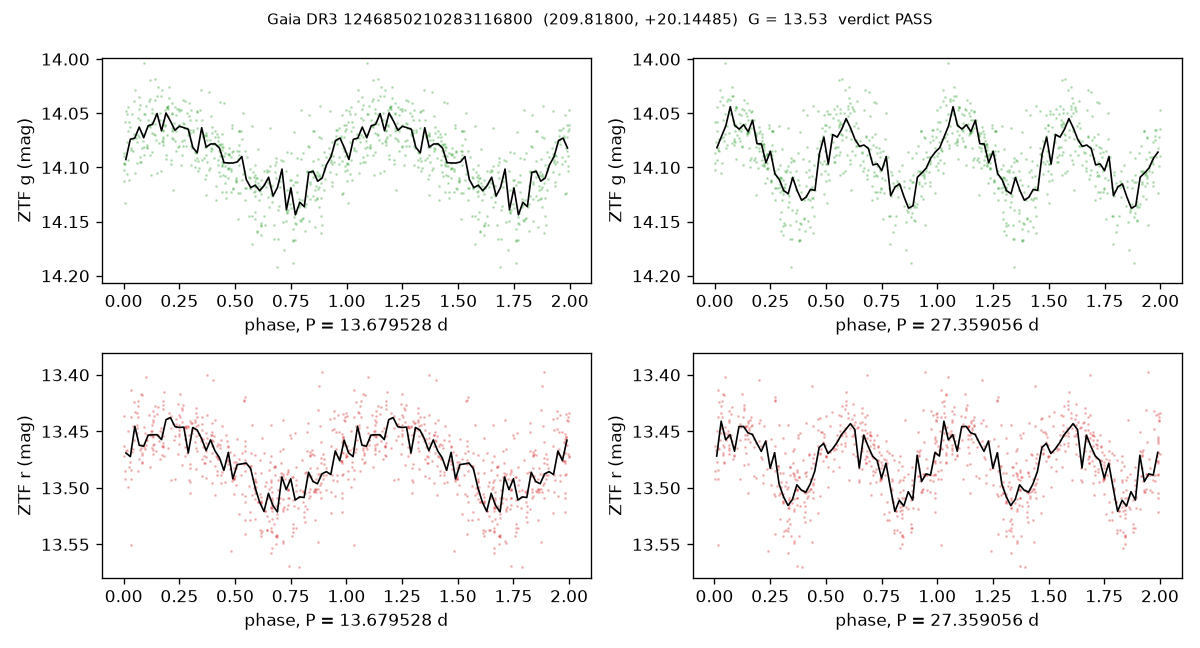 Gaia DR3 1246850210283116800 (209.81800, +20.14485) G = 13.53 verdict PASS
ZTF g (mag)
14.00
14.05
14.10
14.15
14.20
0.00 0.25 0.50 0.75 1.00 1.25 1.50 1.75 2.00
phase, P = 13.679528 d
ZTF g (mag)
14.00
14.05
14.10
14.15
14.20
0.00 0.25 0.50 0.75 1.00 1.25 1.50 1.75 2.00
phase, P = 27.359056 d
ZTF r (mag)
13.40
13.45
13.50
13.55
0.00 0.25 0.50 0.75 1.00 1.25 1.50 1.75 2.00
phase, P = 13.679528 d
ZTF r (mag)
13.40
13.45
13.50
13.55
0.00 0.25 0.50 0.75 1.00 1.25 1.50 1.75 2.00
phase, P = 27.359056 d